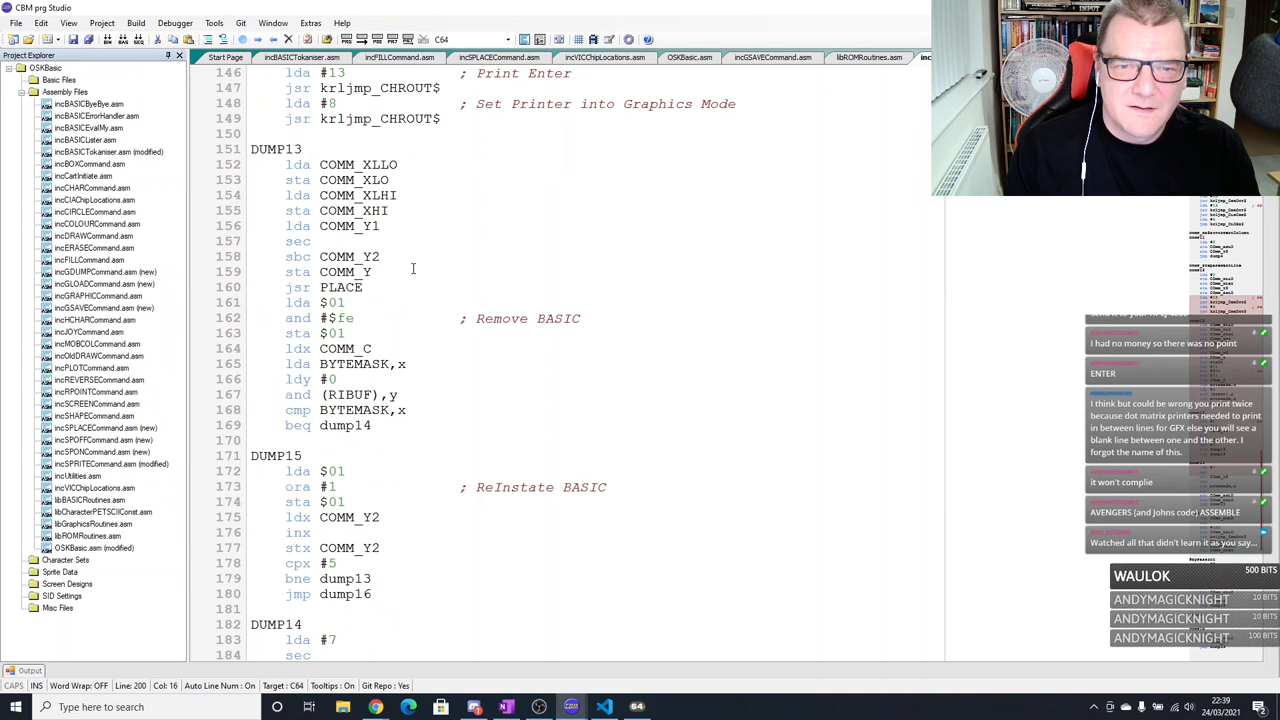 CBM prg Studio
File Edit View Project Build Debugger Tools Git Window Extras Help
C64
Project Explorer
Start Page incBASICTokaniser.asm incFILLCommand.asm incSPLACECommand.asm incVICChipLocations.asm OSKBasic.asm incGSAVECommand.asm libROMRoutines.asm
OSKBasic
Basic Files
Assembly Files
incBASICByeBye.asm
incBASICErrorHandler.asm
incBASICEvalMy.asm
incBASICLister.asm
incBASICTokaniser.asm (modified)
incBOXCommand.asm
incCartInitiate.asm
incCHARCommand.asm
incCIAChipLocations.asm
incCIRCLECommand.asm
incCOLOURCommand.asm
incDRAWCommand.asm
incERASECommand.asm
incFILLCommand.asm
incGDUMPCommand.asm (new)
incGLOADCommand.asm (new)
incGRAPHICCommand.asm
incGSAVECommand.asm (new)
incHCHARCommand.asm
incJOYCommand.asm
incMOBCOLCommand.asm
incOldDRAWCommand.asm
incPLOTCommand.asm
incREVERSECommand.asm
incRPOINTCommand.asm
incSCREENCommand.asm
incSHAPECommand.asm
incSPLACECommand.asm (new)
incSPOFFCommand.asm (new)
incSPONCommand.asm (new)
incSPRITECommand.asm (modified)
incUtilities.asm
incVICChipLocations.asm
libBASICRoutines.asm
libCharacterPETSCIIConst.asm
libGraphicsRoutines.asm
libROMRoutines.asm
OSKBasic.asm (modified)
Character Sets
Sprite Data
Screen Designs
SID Settings
Misc Files
146 lda #13 ; Print Enter
147 jsr krljmp_CHROUT$
148 lda #8 ; Set Printer into Graphics Mode
149 jsr krljmp_CHROUT$
150
151 DUMP13
152 lda COMM_XLLO
153 sta COMM_XLO
154 lda COMM_XLHI
155 sta COMM_XHI
156 lda COMM_Y1
157 sec
158 sbc COMM_Y2
159 sta COMM_Y
160 jsr PLACE
161 lda $01
162 and #$fe ; Remove BASIC
163 sta $01
164 ldx COMM_C
165 lda BYTEMASK,x
166 ldy #0
167 and (RIBUF),y
168 cmp BYTEMASK,x
169 beq dump14
170
171 DUMP15
172 lda $01
173 ora #1 ; ReInstate BASIC
174 sta $01
175 ldx COMM_Y2
176 inx
177 stx COMM_Y2
178 cpx #5
179 bne dump13
180 jmp dump16
181
182 DUMP14
183 lda #7
184 sec
INPUT
I had no money so there was no point
ENTER
I think but could be wrong you print twice
because dot matrix printers needed to print
in between lines for GFX else you will see a
blank line between one and the other. I
forgot the name of this.
it won't complie
AVENGERS (and Johns code) ASSEMBLE
Watched all that didn't learn it as you say...
WAULOK 500 BITS
ANDYMAGICKNIGHT 10 BITS
ANDYMAGICKNIGHT 10 BITS
ANDYMAGICKNIGHT 100 BITS
Output
CAPS INS Word Wrap: OFF Line: 200 Col: 16 Auto Line Num : On Target : C64 Tooltips : On Git Repo : Yes
Type here to search
22:39
24/03/2021